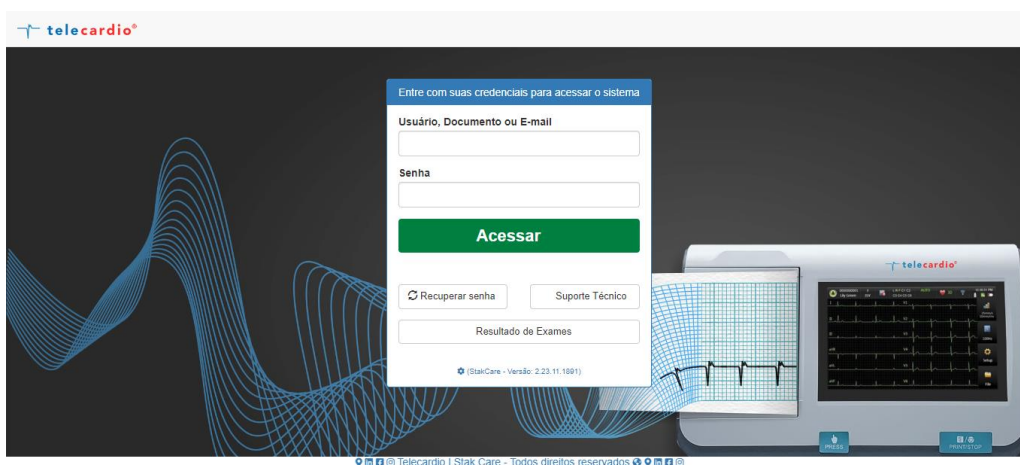 telecardio®
Entre com suas credenciais para acessar o sistema
Usuário, Documento ou E-mail
Senha
Acessar
Recuperar senha
Suporte Técnico
Resultado de Exames
(StakCare - Versão: 2.23.11.1891)
telecardio®
PRESS
PRINT/STOP
Telecardio | Stak Care - Todos direitos reservados